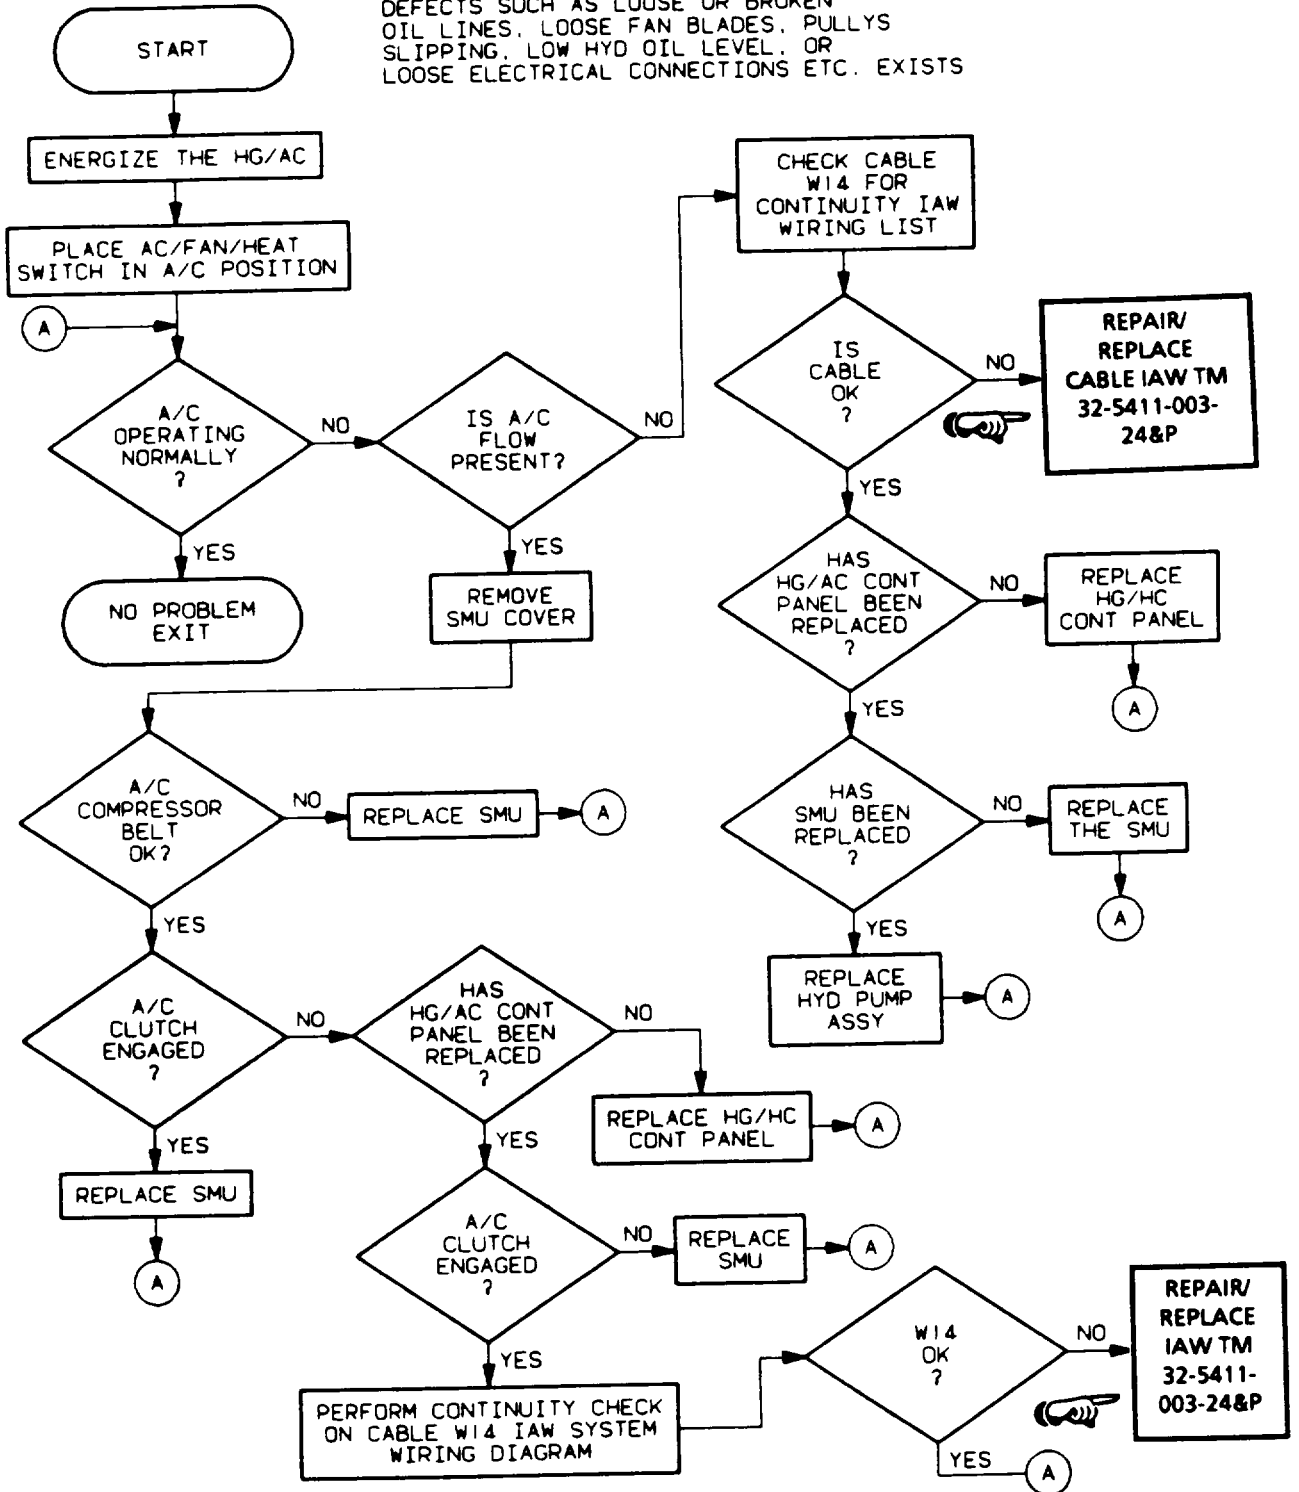 DEFECTS SUCH AS LOOSE OR BROKEN
OIL LINES, LOOSE FAN BLADES, PULLYS
SLIPPING, LOW HYD OIL LEVEL, OR
LOOSE ELECTRICAL CONNECTIONS ETC. EXISTS
START
ENERGIZE THE HG/AC
PLACE AC/FAN/HEAT
SWITCH IN A/C POSITION
A
A/C
OPERATING
NORMALLY
?
NO
YES
NO PROBLEM
EXIT
IS A/C
FLOW
PRESENT?
NO
YES
REMOVE
SMU COVER
CHECK CABLE
W14 FOR
CONTINUITY IAW
WIRING LIST
IS
CABLE
OK
?
NO
REPAIR/
REPLACE
CABLE IAW TM
32-5411-003-
24&P
YES
HAS
HG/AC CONT
PANEL BEEN
REPLACED
?
NO
REPLACE
HG/HC
CONT PANEL
A
YES
HAS
SMU BEEN
REPLACED
?
NO
REPLACE
THE SMU
A
YES
REPLACE
HYD PUMP
ASSY
A
A/C
COMPRESSOR
BELT
OK?
NO
REPLACE SMU
A
YES
A/C
CLUTCH
ENGAGED
?
NO
YES
REPLACE SMU
A
HAS
HG/AC CONT
PANEL BEEN
REPLACED
?
NO
REPLACE HG/HC
CONT PANEL
A
YES
A/C
CLUTCH
ENGAGED
?
NO
REPLACE
SMU
A
YES
PERFORM CONTINUITY CHECK
ON CABLE W14 IAW SYSTEM
WIRING DIAGRAM
W14
OK
?
NO
REPAIR/
REPLACE
IAW TM
32-5411-
003-24&P
YES
A